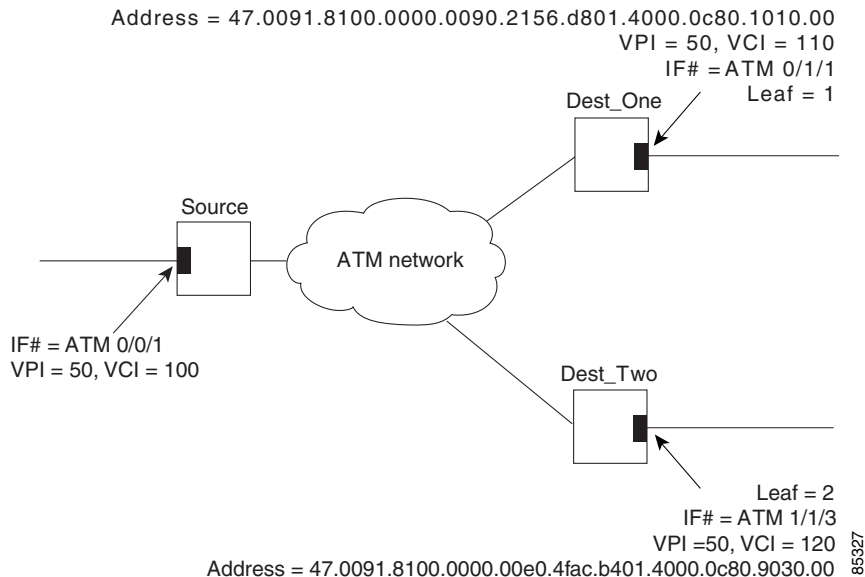 Address = 47.0091.8100.0000.0090.2156.d801.4000.0c80.1010.00
VPI = 50, VCI = 110
IF# = ATM 0/1/1
Leaf = 1
Dest_One
Source
ATM network
IF# = ATM 0/0/1
VPI = 50, VCI = 100
Dest_Two
Leaf = 2
IF# = ATM 1/1/3
VPI =50, VCI = 120
Address = 47.0091.8100.0000.00e0.4fac.b401.4000.0c80.9030.00
85327